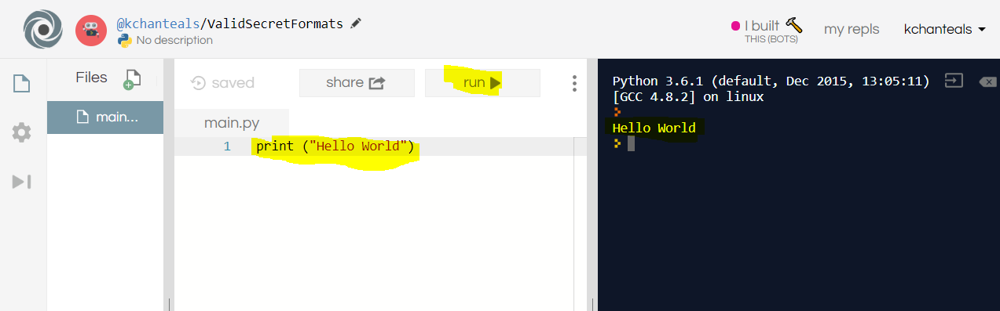 @kchanteals/ValidSecretFormats
No description
I built
THIS (BOTS)
my repls
kchanteals
Files
main...
saved
share
run
main.py
1 print ("Hello World")
Python 3.6.1 (default, Dec 2015, 13:05:11)
[GCC 4.8.2] on linux
Hello World